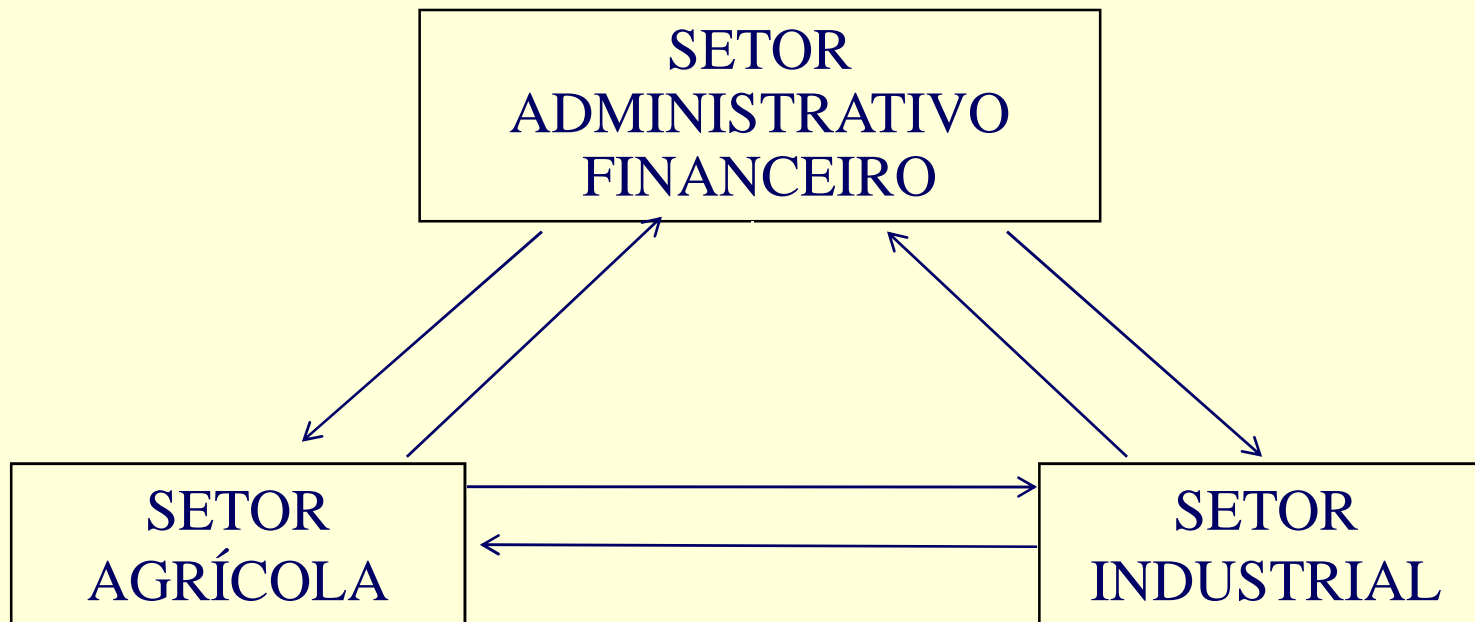 SETOR
ADMINISTRATIVO
FINANCEIRO
SETOR
AGRÍCOLA
SETOR
INDUSTRIAL